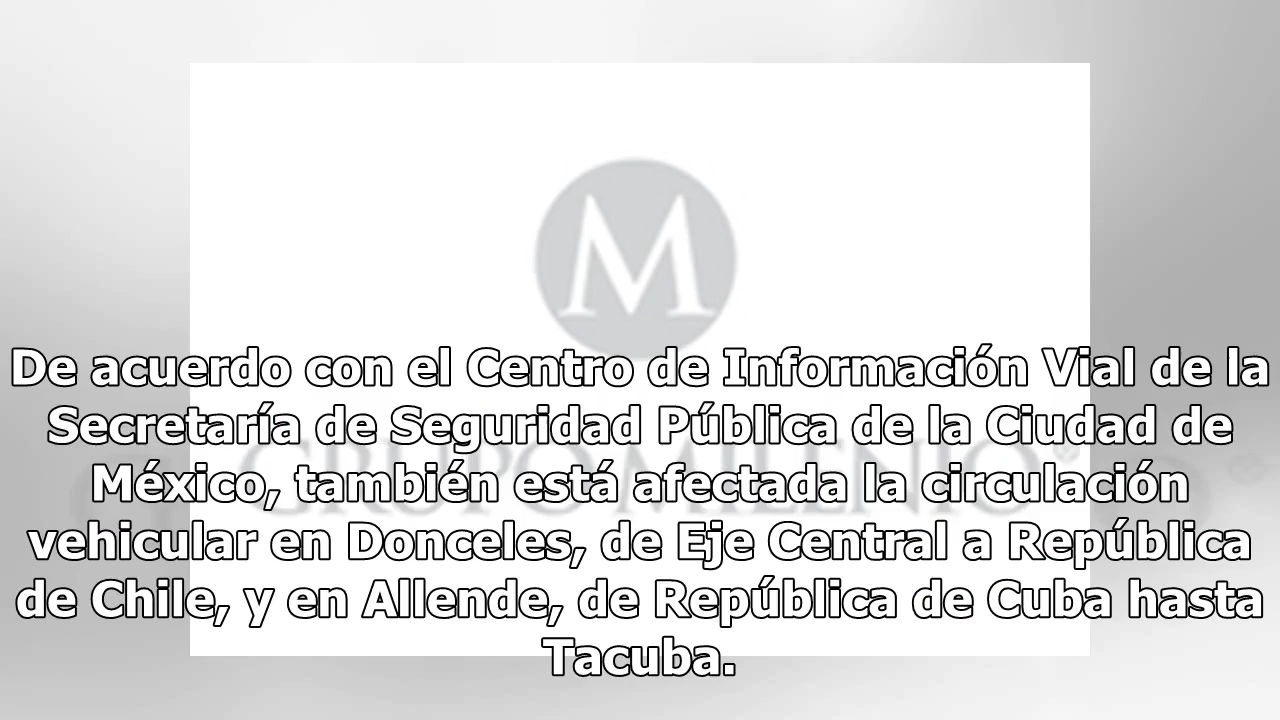 M
De acuerdo con el Centro de Información Vial de la
Secretaría de Seguridad Pública de la Ciudad de
GRUPO MILENIO®
México, también está afectada la circulación
vehicular en Donceles, de Eje Central a República
de Chile, y en Allende, de República de Cuba hasta
Tacuba.